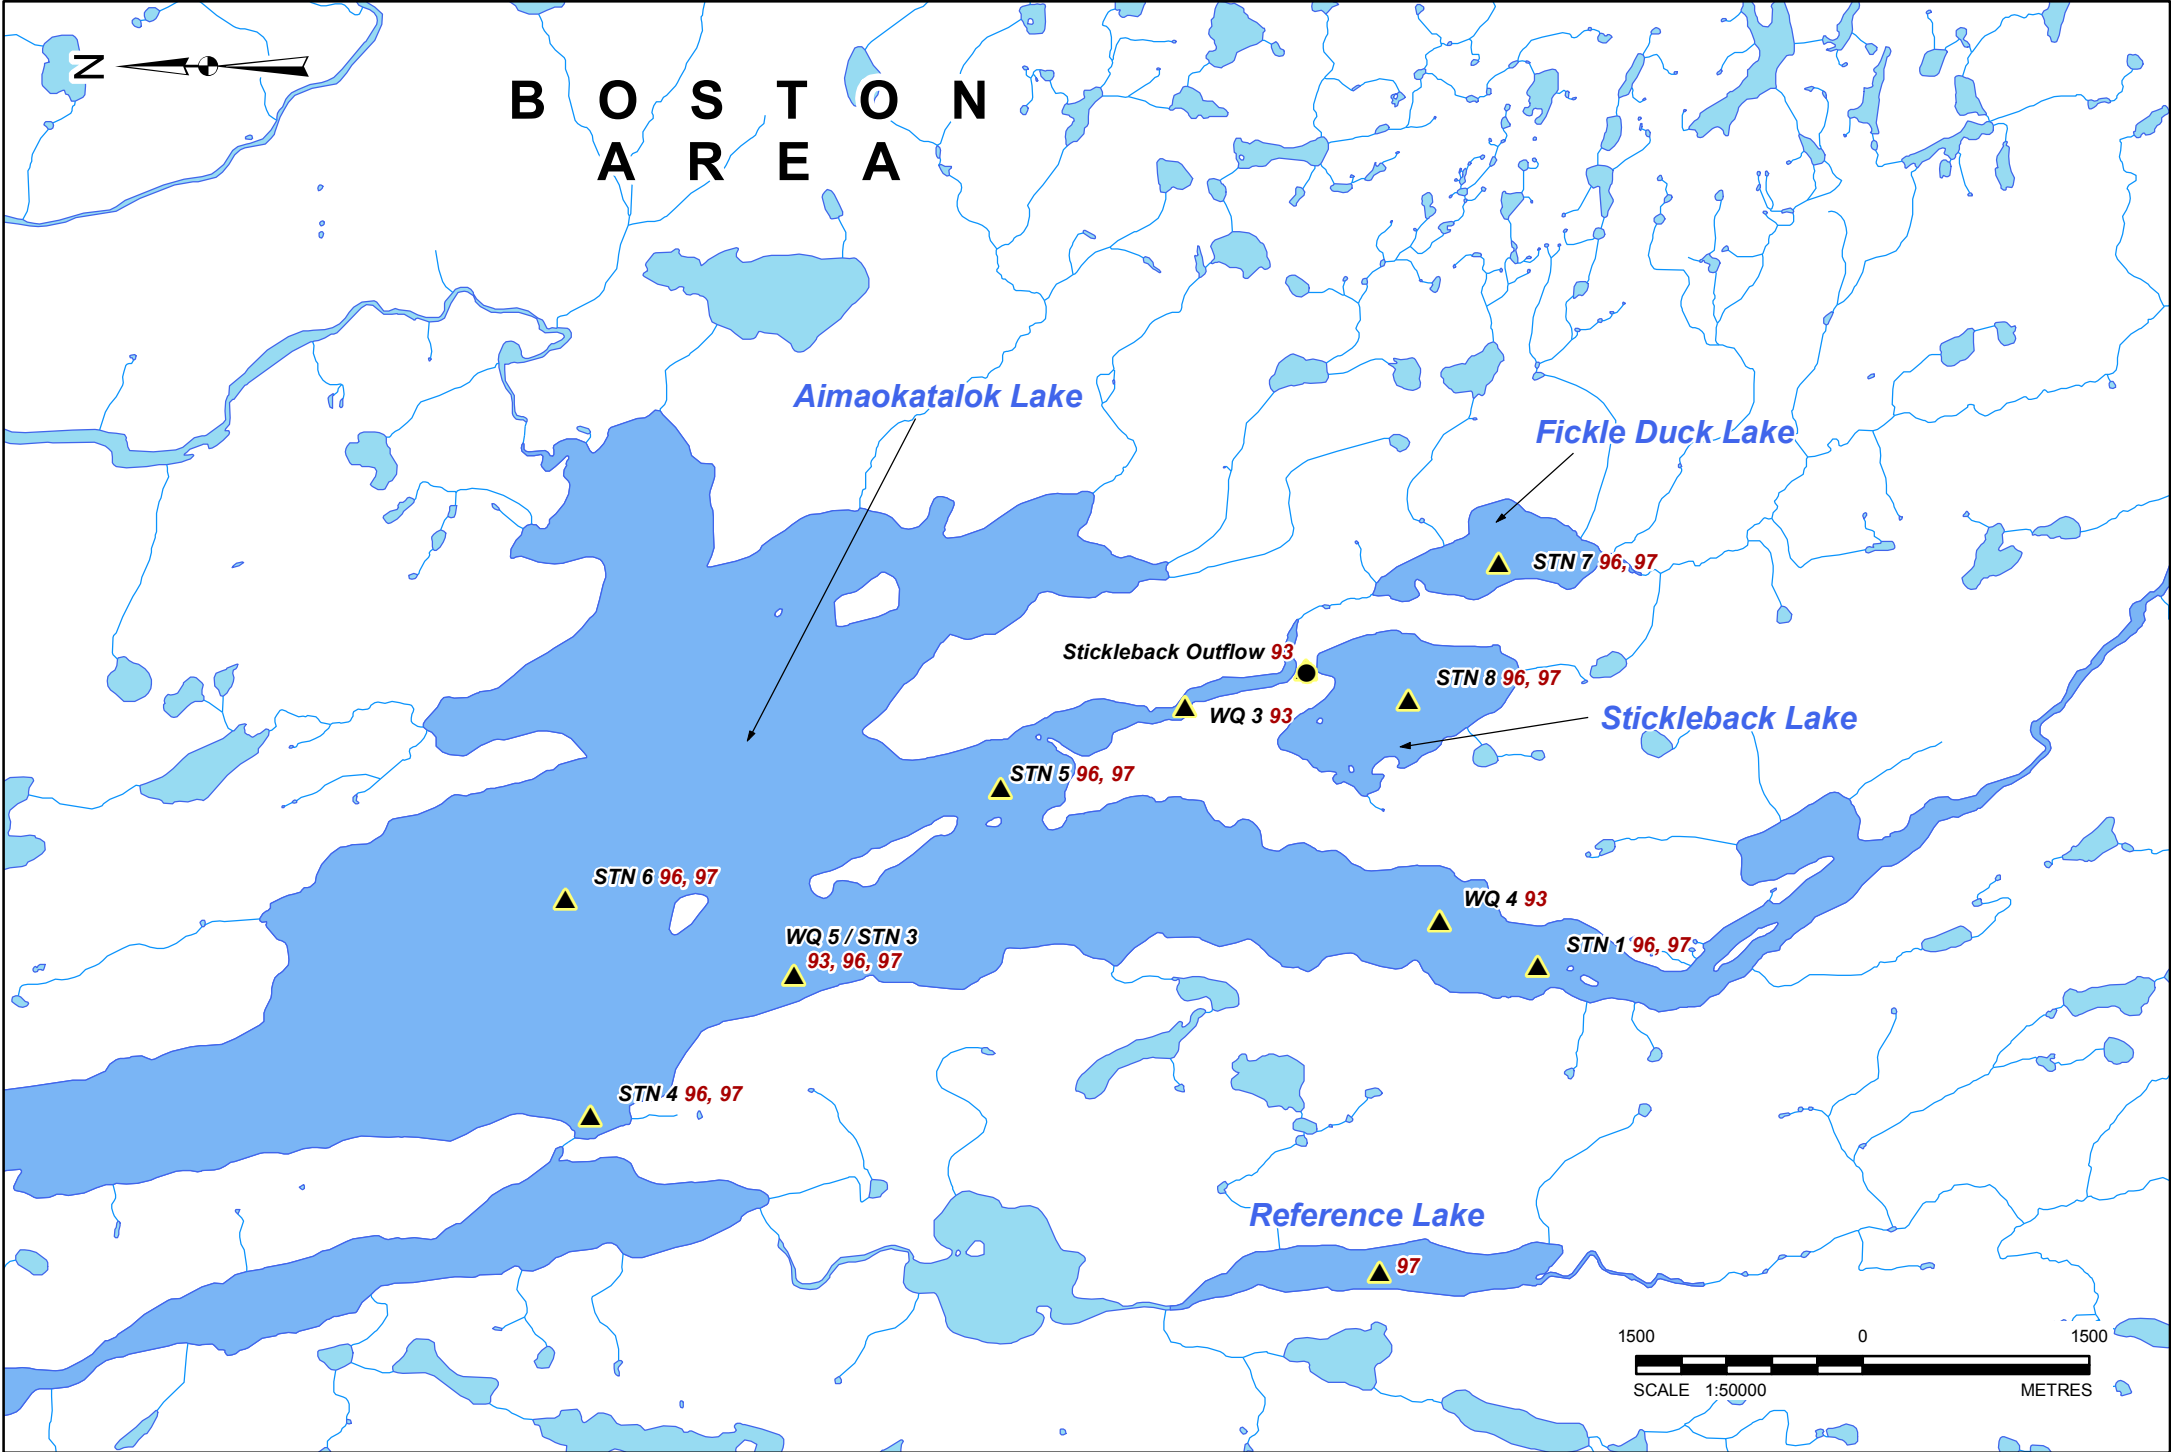 N
B O S T O N
A R E A
Aimaokatalok Lake
Fickle Duck Lake
STN 7 96, 97
Stickleback Outflow 93
STN 8 96, 97
WQ 3 93
Stickleback Lake
STN 5 96, 97
STN 6 96, 97
WQ 4 93
WQ 5 / STN 3
93, 96, 97
STN 1 96, 97
STN 4 96, 97
Reference Lake
97
1500 0 1500
SCALE 1:50000 METRES